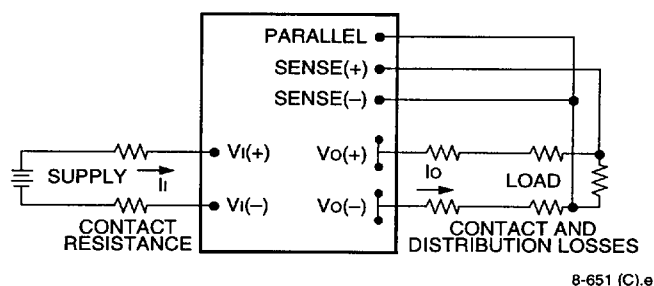 PARALLEL
SENSE(+)
SENSE(–)
VI(+)
VO(+)
SUPPLY
II
IO
LOAD
VI(–)
VO(–)
CONTACT
RESISTANCE
CONTACT AND
DISTRIBUTION LOSSES
8-651 (C).e